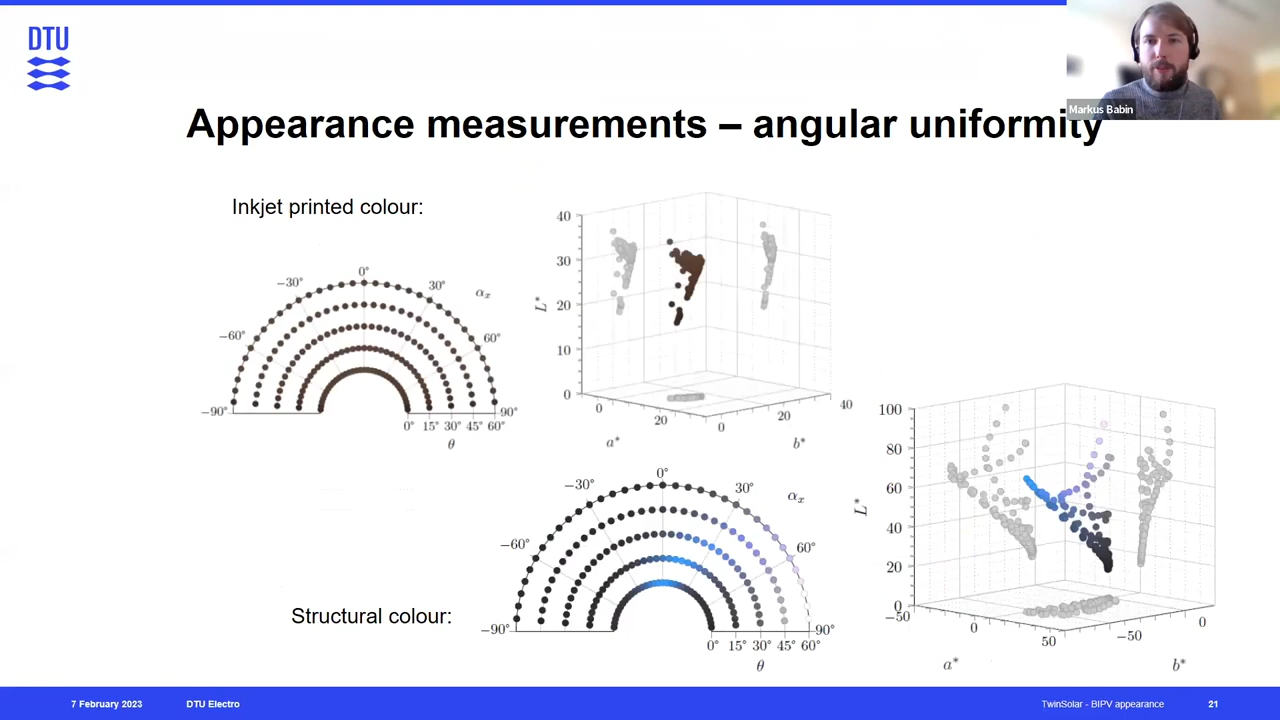 DTU
Markus Babin
Appearance measurements – angular uniformity
Inkjet printed colour:
0°
−30°
30°
αx
−60°
60°
−90°
90°
0° 15° 30° 45° 60°
θ
40
30
20
10
0
L*
0
20
a*
0
20
40
b*
Structural colour:
0°
−30°
30°
αx
−60°
60°
−90°
90°
0° 15° 30° 45° 60°
θ
100
80
60
40
20
0
L*
−50
0
50
a*
−50
0
b*
7 February 2023
DTU Electro
TwinSolar - BIPV appearance
21